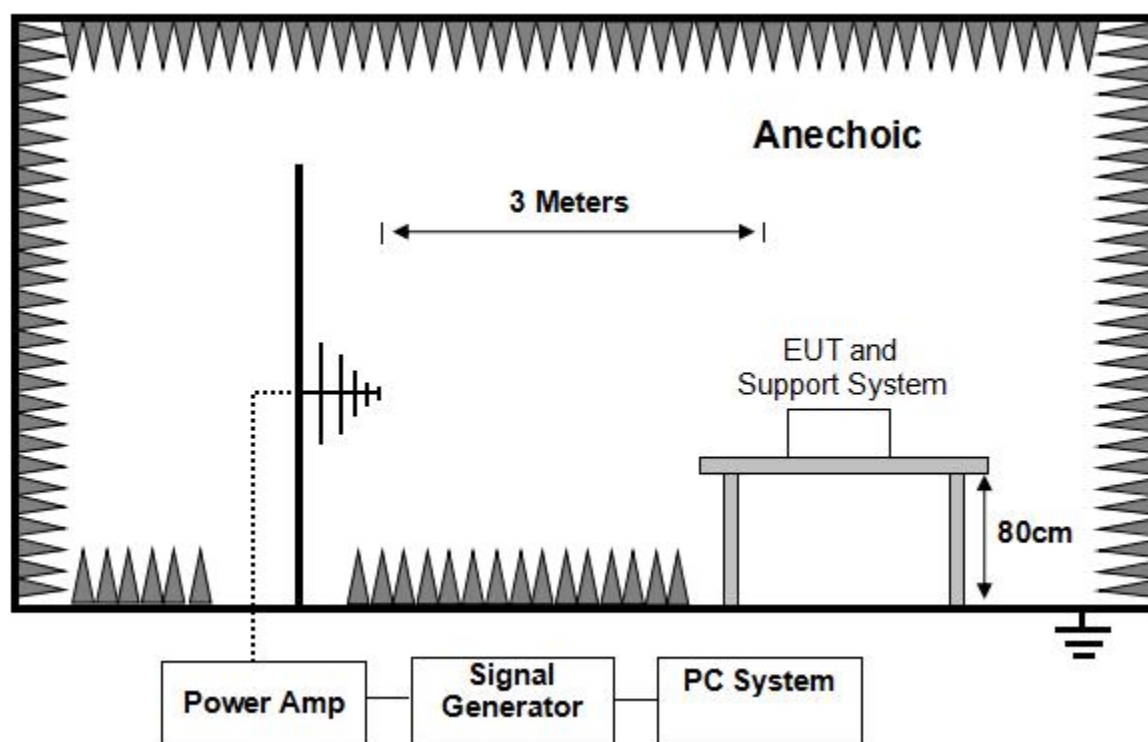 Anechoic
3 Meters
EUT and
Support System
80cm
Power Amp
Signal
Generator
PC System